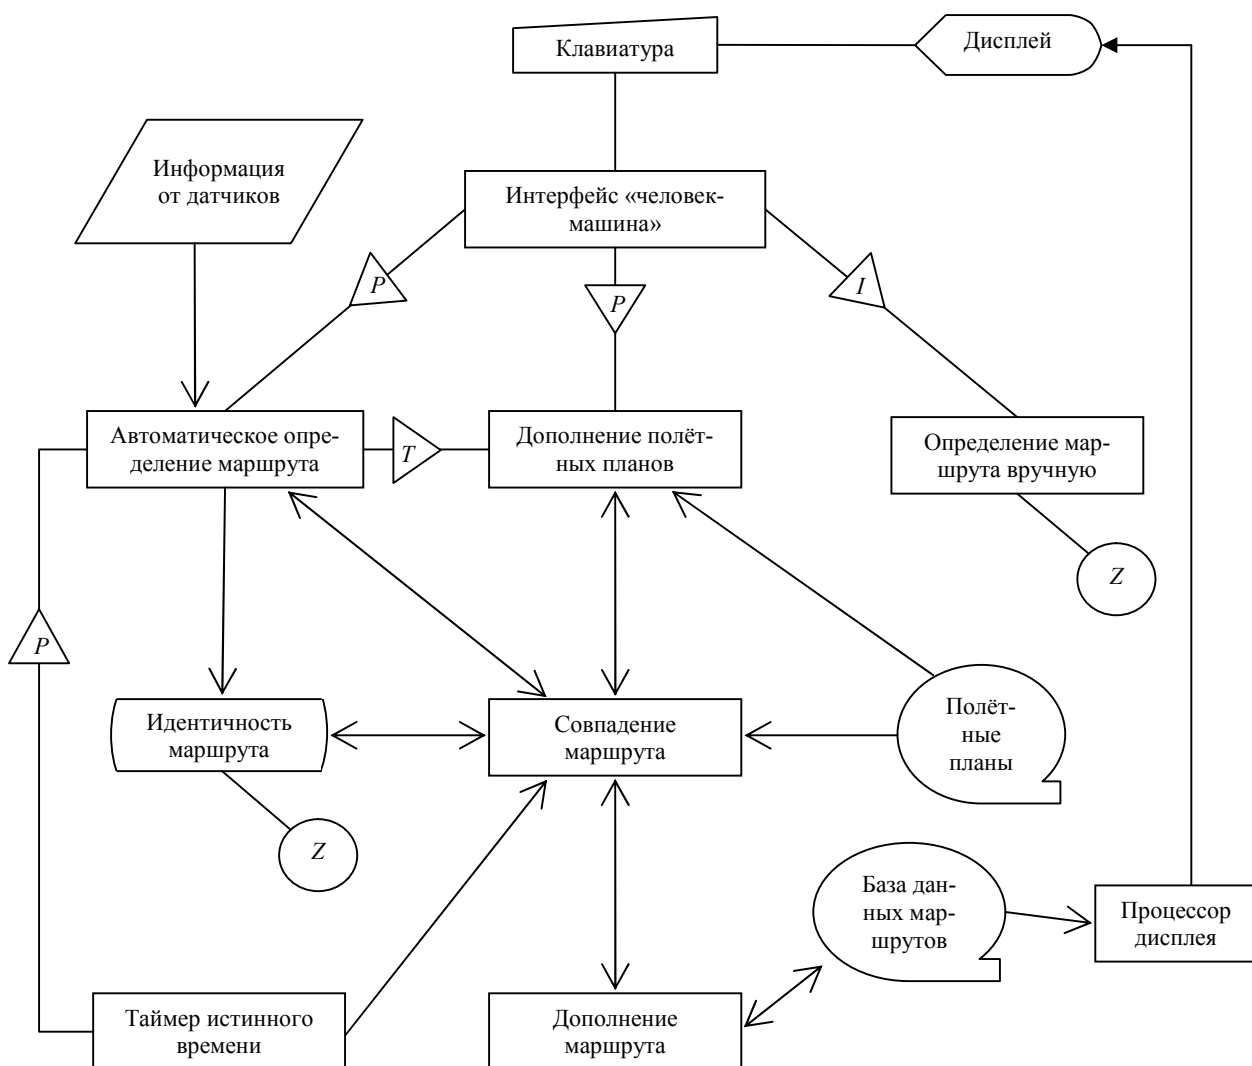 Клавиатура
Дисплей
Информация
от датчиков
Интерфейс «человек-
машина»
P
P
I
Автоматическое опре-
деление маршрута
T
Дополнение полёт-
ных планов
Определение мар-
шрута вручную
Z
P
Идентичность
маршрута
Совпадение
маршрута
Полёт-
ные
планы
Z
База дан-
ных мар-
шрутов
Процессор
дисплея
Таймер истинного
времени
Дополнение
маршрута